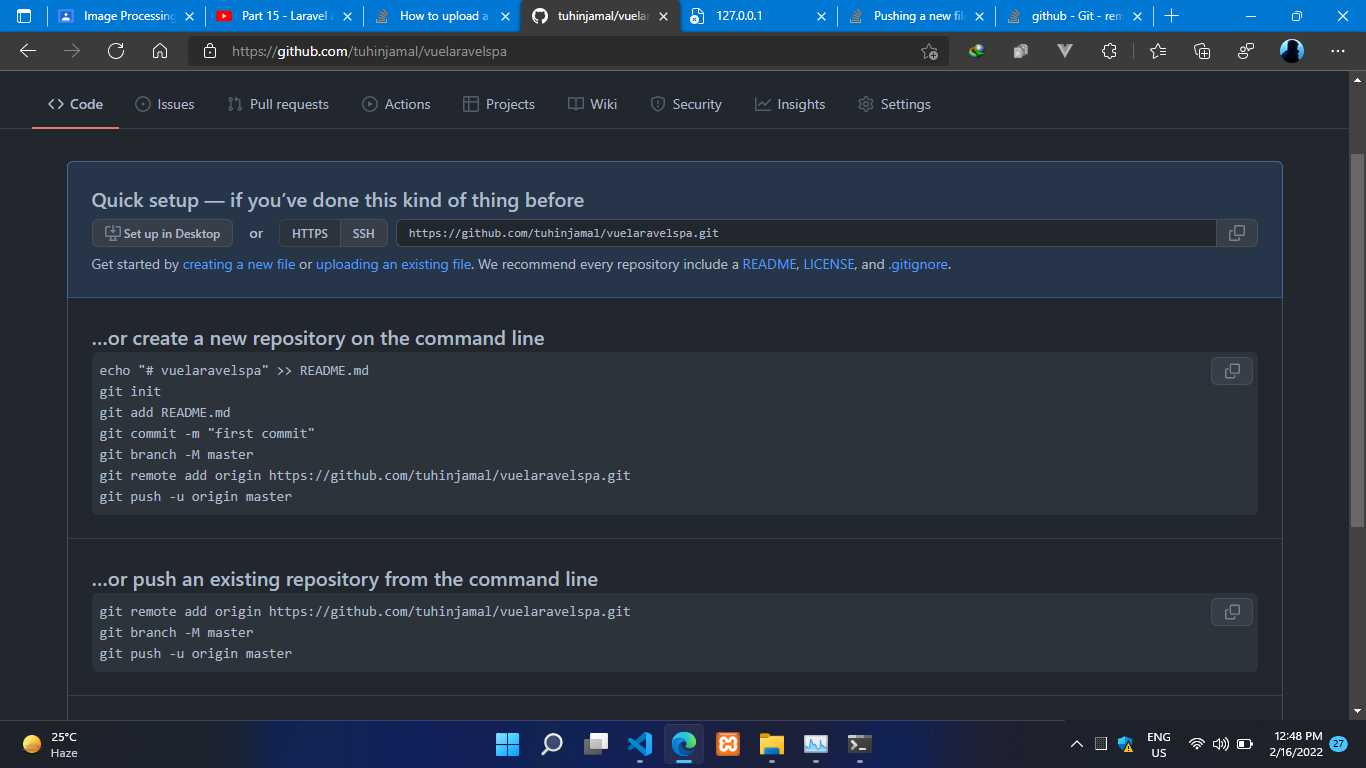 Image Processing
Part 15 - Laravel
How to upload a
tuhinjamal/vuelar
127.0.0.1
Pushing a new fil
github - Git - rem
https://github.com/tuhinjamal/vuelaravelspa
Code
Issues
Pull requests
Actions
Projects
Wiki
Security
Insights
Settings
Quick setup — if you’ve done this kind of thing before
Set up in Desktop or HTTPS SSH https://github.com/tuhinjamal/vuelaravelspa.git
Get started by creating a new file or uploading an existing file. We recommend every repository include a README, LICENSE, and .gitignore.
…or create a new repository on the command line
echo "# vuelaravelspa" >> README.md
git init
git add README.md
git commit -m "first commit"
git branch -M master
git remote add origin https://github.com/tuhinjamal/vuelaravelspa.git
git push -u origin master
…or push an existing repository from the command line
git remote add origin https://github.com/tuhinjamal/vuelaravelspa.git
git branch -M master
git push -u origin master
25°C
Haze
ENG
US
12:48 PM
2/16/2022
27